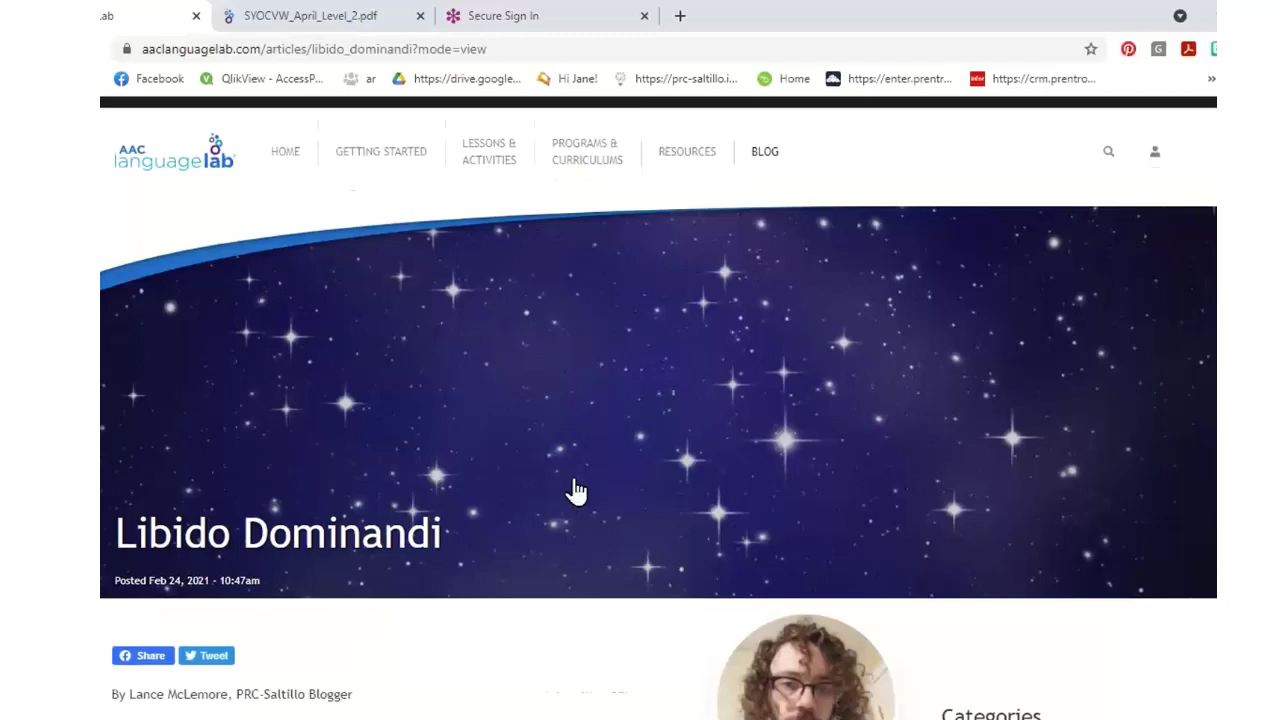 ab
SYOCVW_April_Level_2.pdf
Secure Sign In
aaclanguagelab.com/articles/libido_dominandi?mode=view
Facebook
QlikView - AccessP...
ar
https://drive.google...
Hi Jane!
https://prc-saltillo.i...
Home
https://enter.prentr...
https://crm.prentro...
»
AAC
languagelab
HOME
GETTING STARTED
LESSONS &
ACTIVITIES
PROGRAMS &
CURRICULUMS
RESOURCES
BLOG
Libido Dominandi
Posted Feb 24, 2021 - 10:47am
Share
Tweet
By Lance McLemore, PRC-Saltillo Blogger
Categories